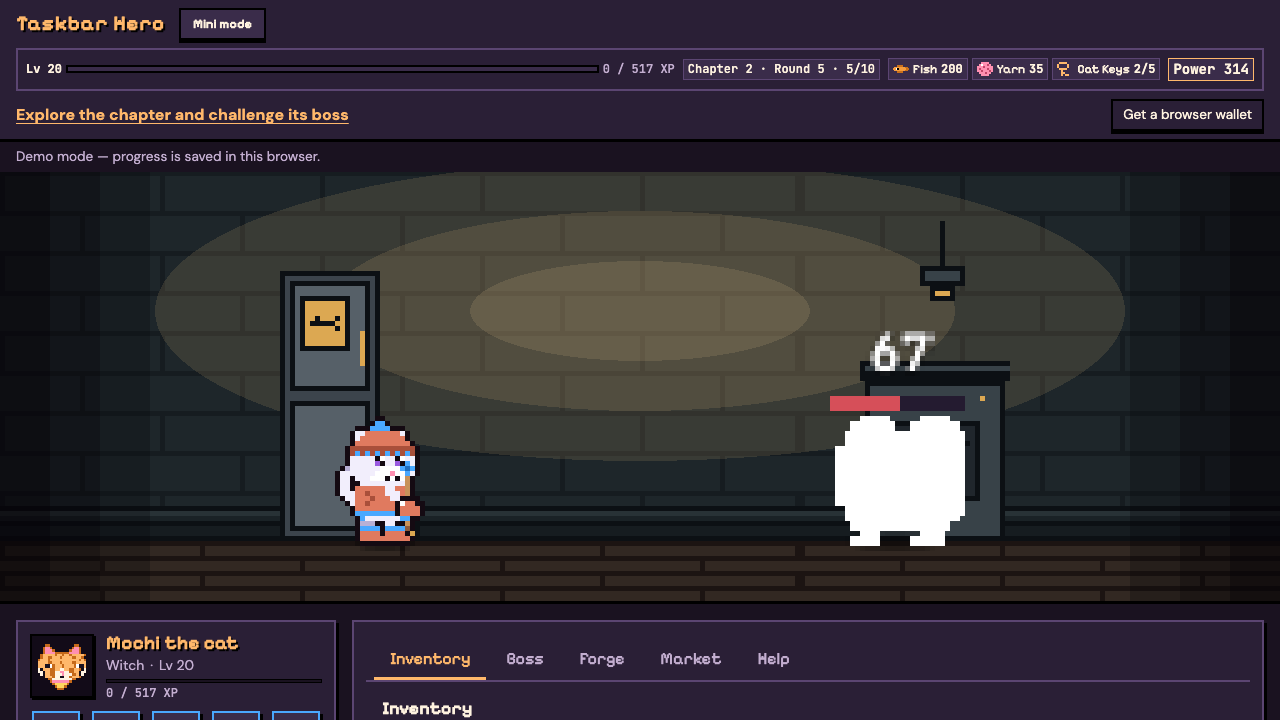 Taskbar Hero
Mini mode
Lv 20
0 / 517 XP
Chapter 2 · Round 5 · 5/10
Fish 200
Yarn 35
Oat Keys 2/5
Power 314
Explore the chapter and challenge its boss
Get a browser wallet
Demo mode — progress is saved in this browser.
67
Mochi the cat
Witch · Lv 20
0 / 517 XP
Inventory
Boss
Forge
Market
Help
Inventory